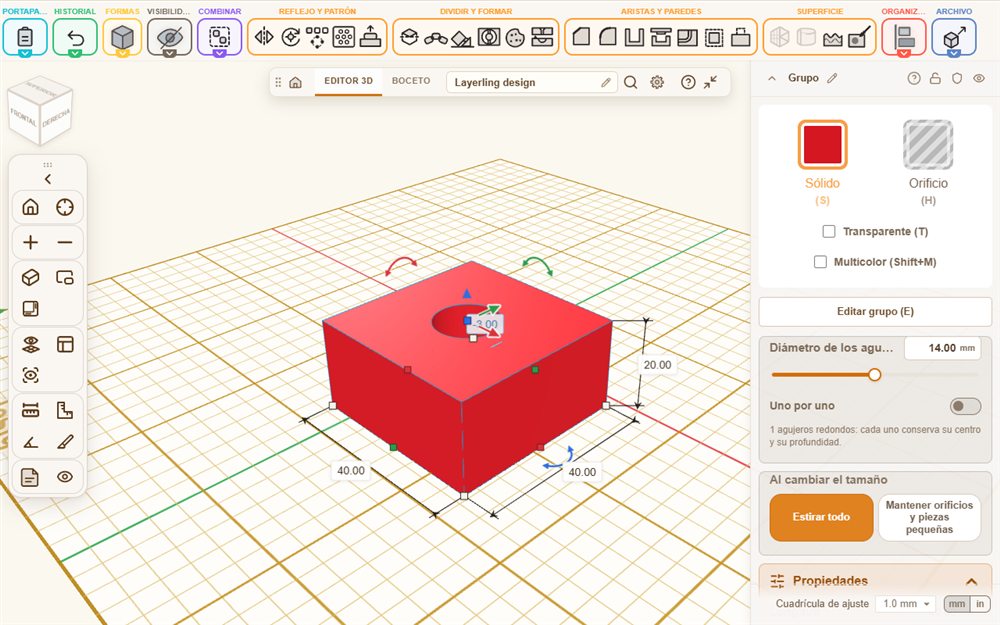 PORTAPA...
HISTORIAL
FORMAS
VISIBILID...
COMBINAR
REFLEJO Y PATRÓN
DIVIDIR Y FORMAR
ARISTAS Y PAREDES
SUPERFICIE
ORGANIZ...
ARCHIVO
EDITOR 3D
BOCETO
Layerling design
SUPERIOR
FRONTAL
DERECHA
-3.00
20.00
40.00
40.00
Grupo
Sólido
(S)
Orificio
(H)
Transparente (T)
Multicolor (Shift+M)
Editar grupo (E)
Diámetro de los agu...
14.00 mm
Uno por uno
1 agujeros redondos: cada uno conserva su centro
y su profundidad.
Al cambiar el tamaño
Estirar todo
Mantener orificios
y piezas
pequeñas
Propiedades
Cuadrícula de ajuste
1.0 mm
mm
in